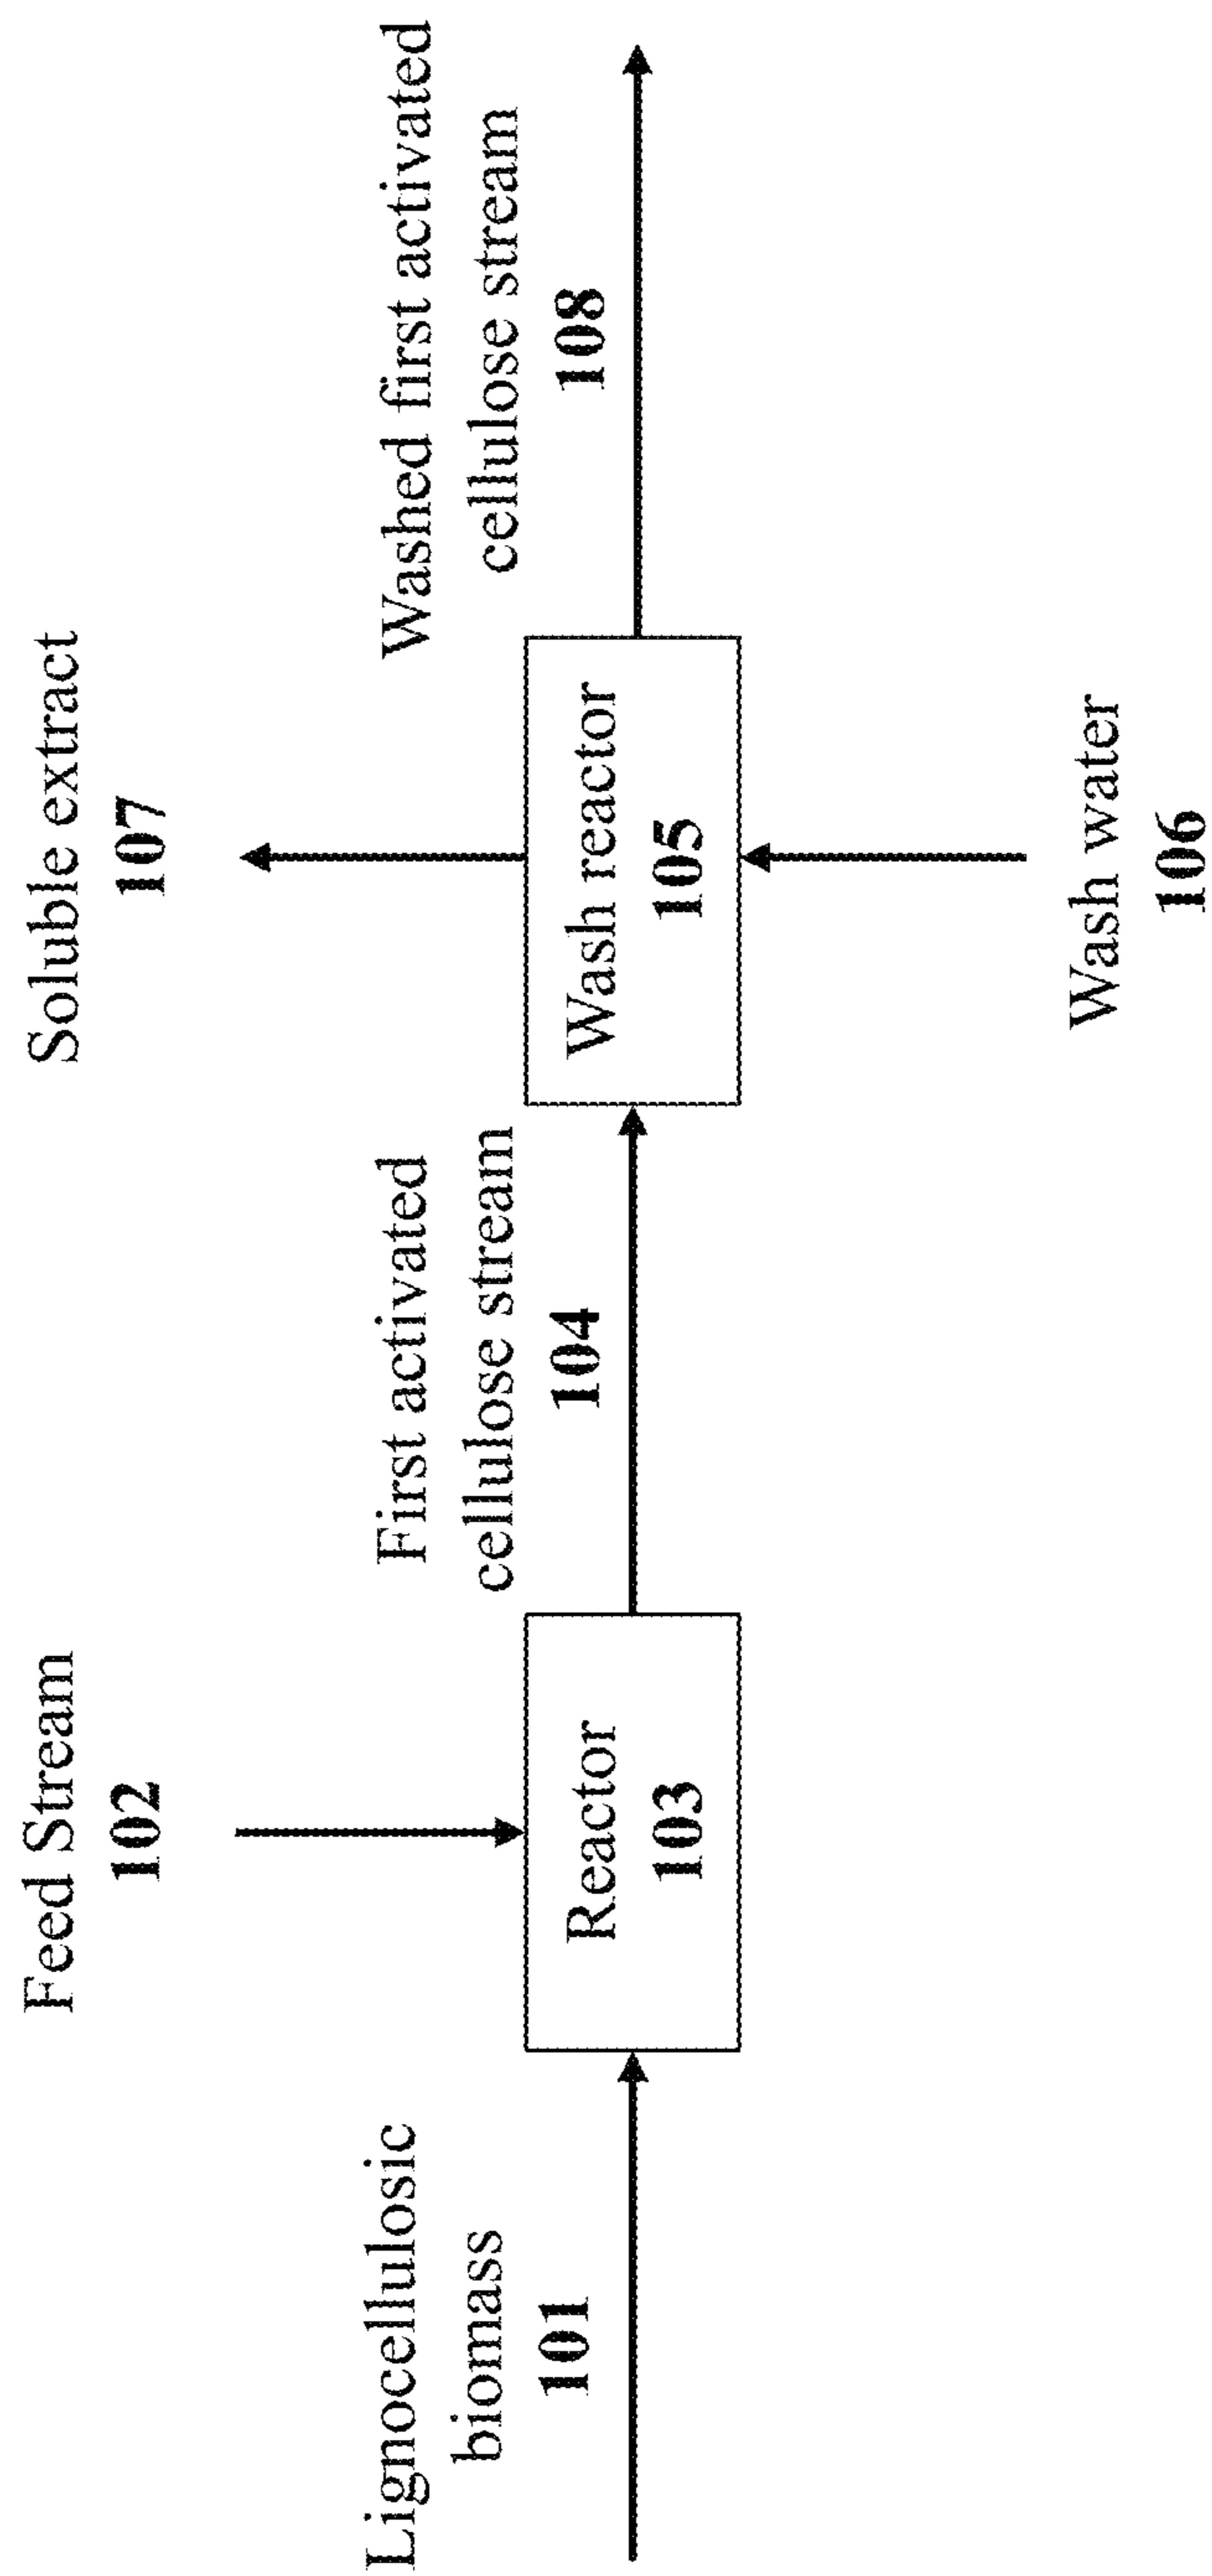 Lignocellulosic
biomass
101
Feed Stream
102
Reactor
103
First activated
cellulose stream
104
Soluble extract
107
Wash reactor
105
Wash water
106
Washed first activated
cellulose stream
108